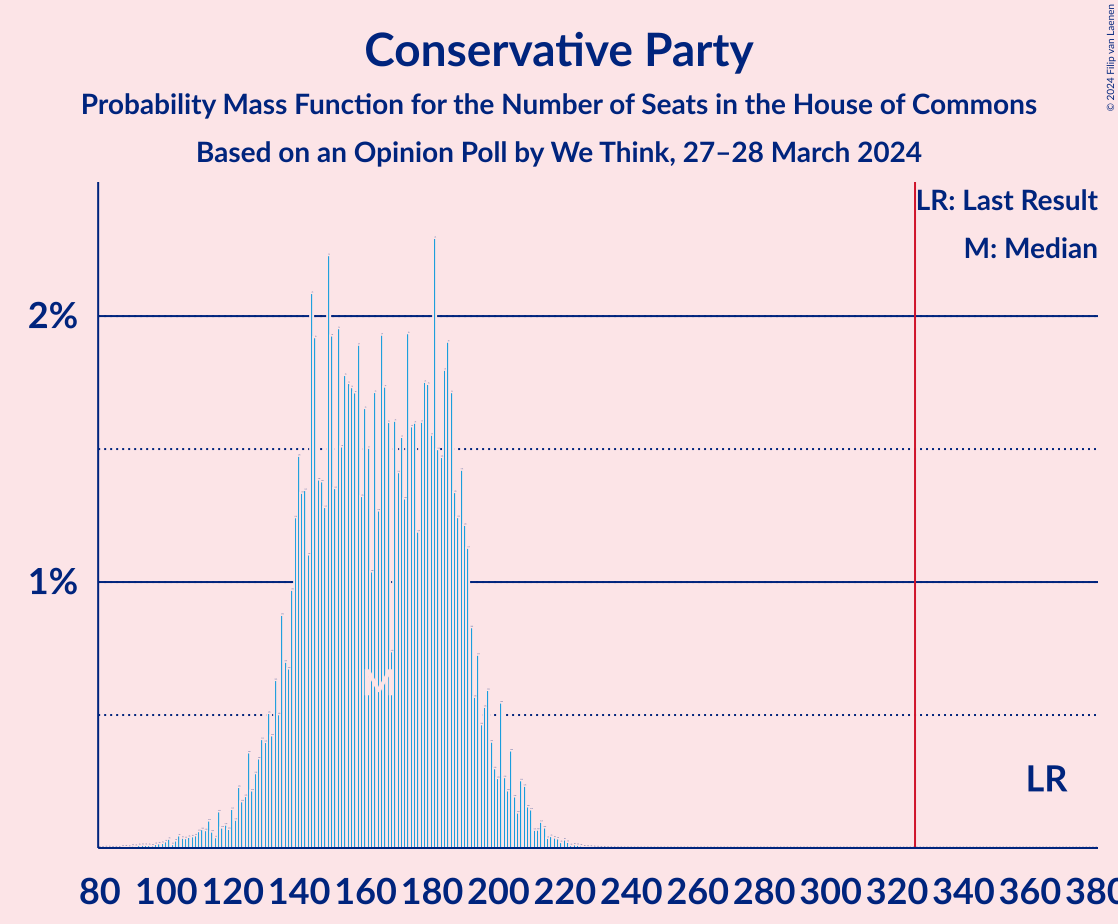 Conservative Party
Probability Mass Function for the Number of Seats in the House of Commons
Based on an Opinion Poll by We Think, 27–28 March 2024
© 2024 Filip van Laenen
LR: Last Result
M: Median
2%
1%
M
LR
80 100 120 140 160 180 200 220 240 260 280 300 320 340 360 380